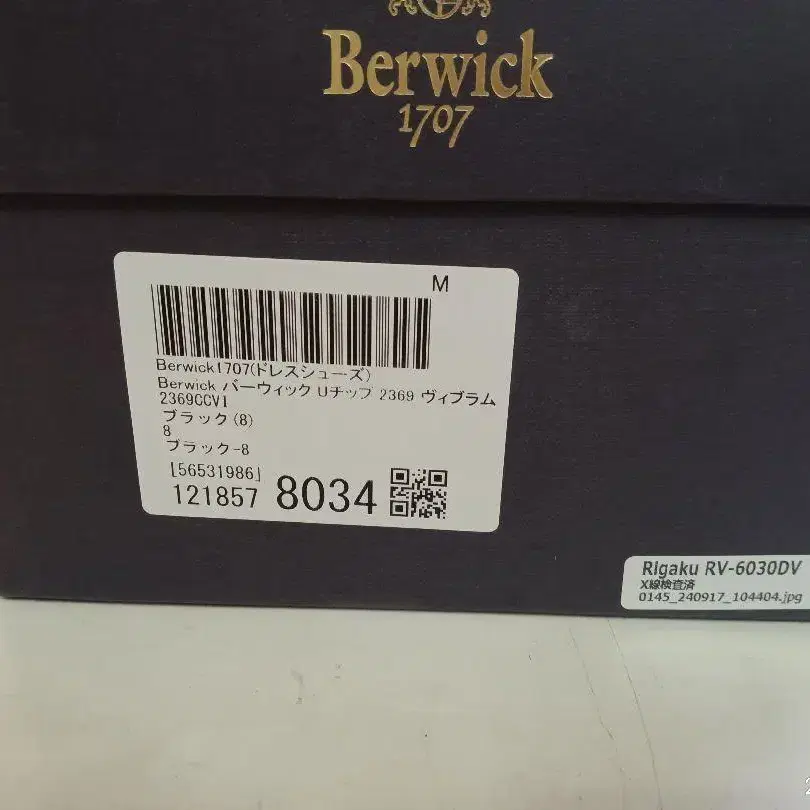 Berwick
1707
M
Berwick1707(ドレスシューズ)
Berwick バーウィック Uチップ 2369 ヴィブラム
2369CCV1
ブラック(8)
8
ブラック-8
[56531986]
121857 8034
Rigaku RV-6030DV
X線検査済
0145_240917_104404.jpg